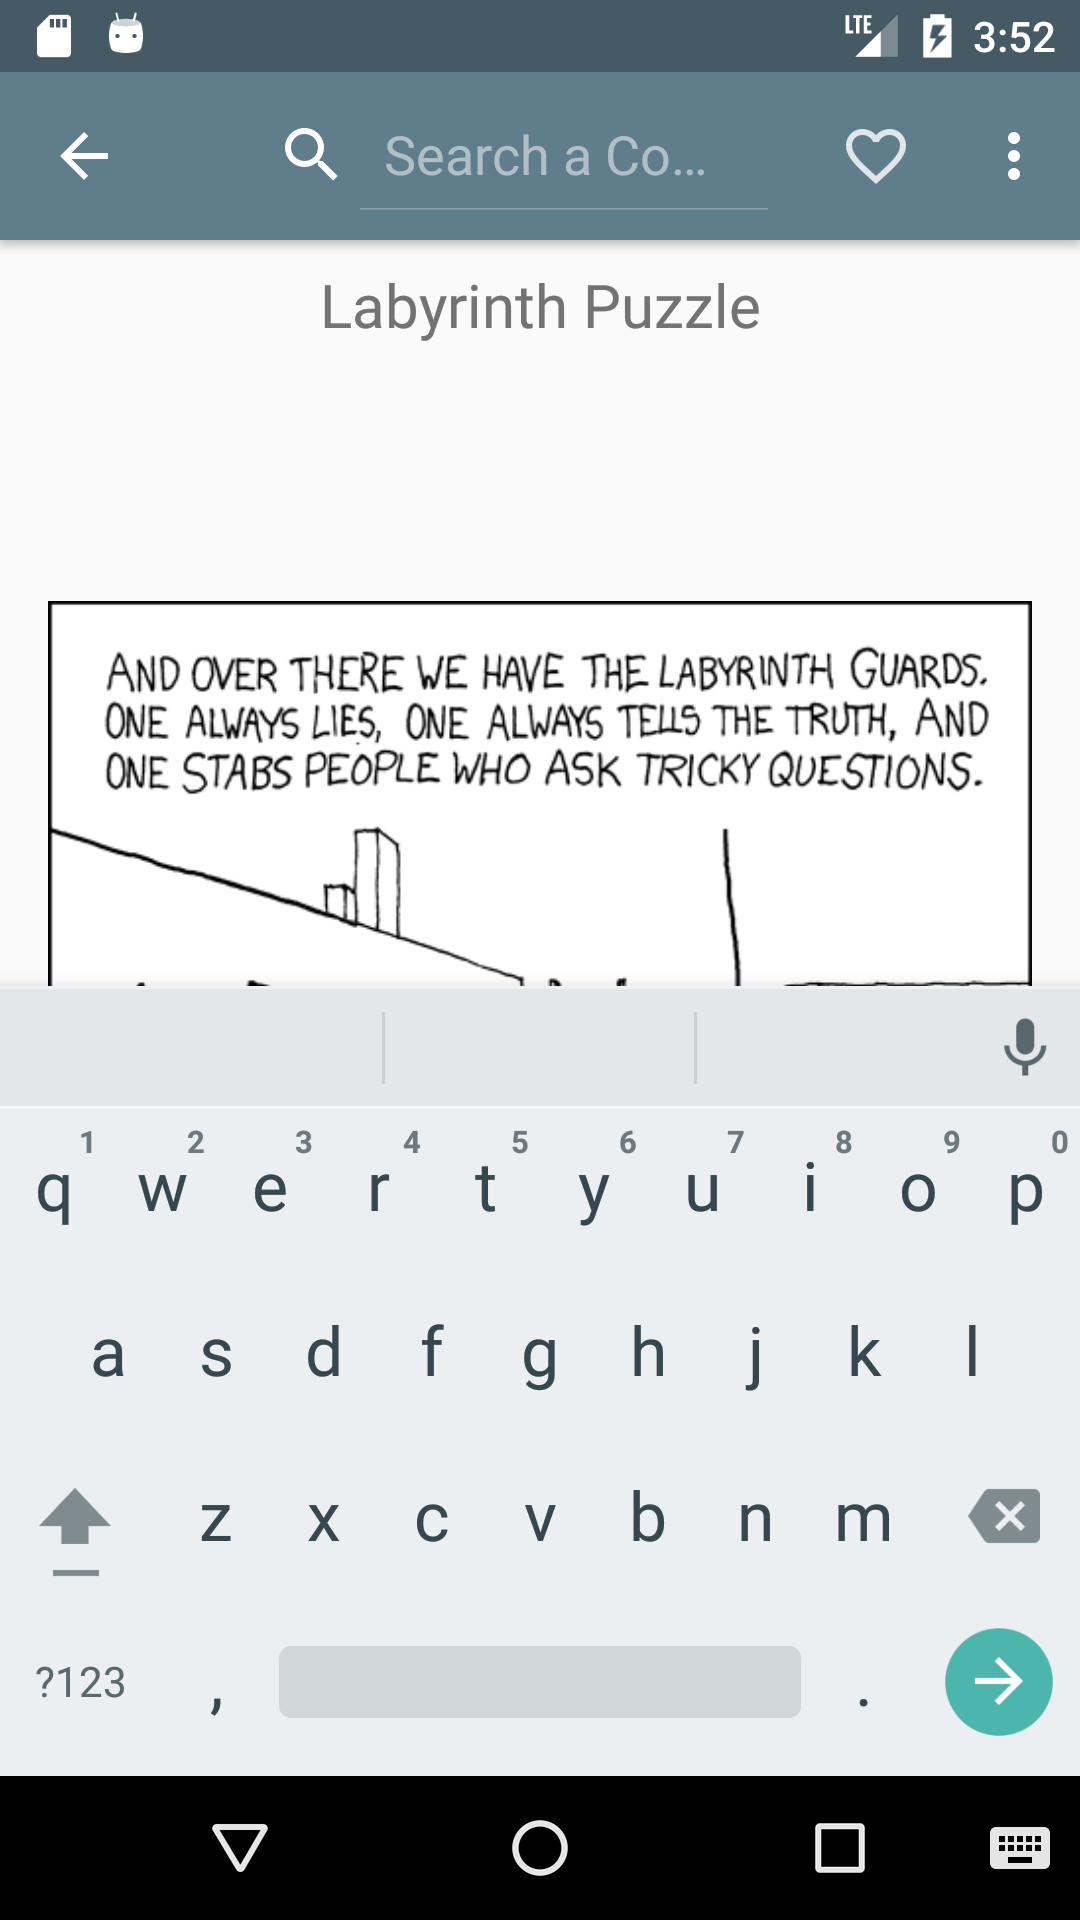 LTE 3:52
Search a Co...
Labyrinth Puzzle
AND OVER THERE WE HAVE THE LABYRINTH GUARDS.
ONE ALWAYS LIES, ONE ALWAYS TELLS THE TRUTH, AND
ONE STABS PEOPLE WHO ASK TRICKY QUESTIONS.
1 2 3 4 5 6 7 8 9 0
q w e r t y u i o p
a s d f g h j k l
z x c v b n m
?123 , .